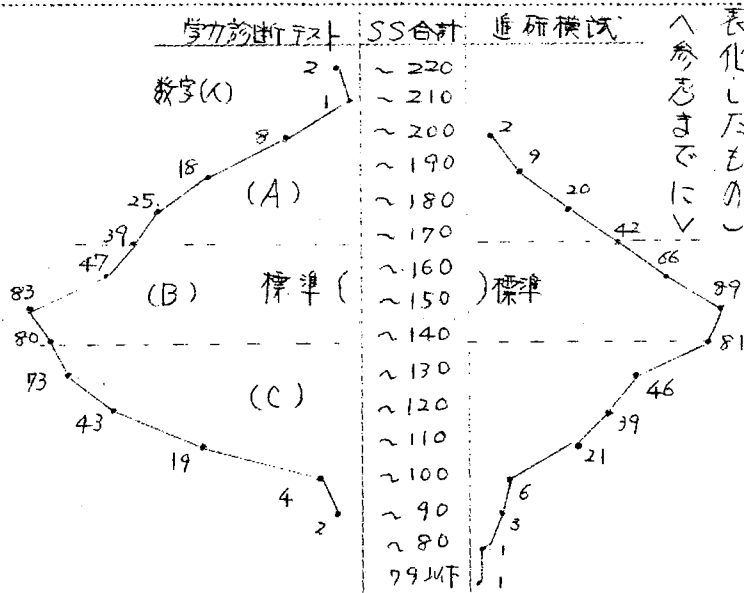 表化したもの)
<参考までに>
学力診断テスト SS合計 進研模試
数字(人)
2 ~220
1 ~210
8 ~200 2
18 ~190 9
25 (A) ~180 20
39 ~170 42
47 ~160 66
83 (B) 標準( ~150 )標準 89
80 ~140 81
73 ~130 46
43 (C) ~120 39
19 ~110 21
4 ~100 6
2 ~90 3
~80 1
79以下 1